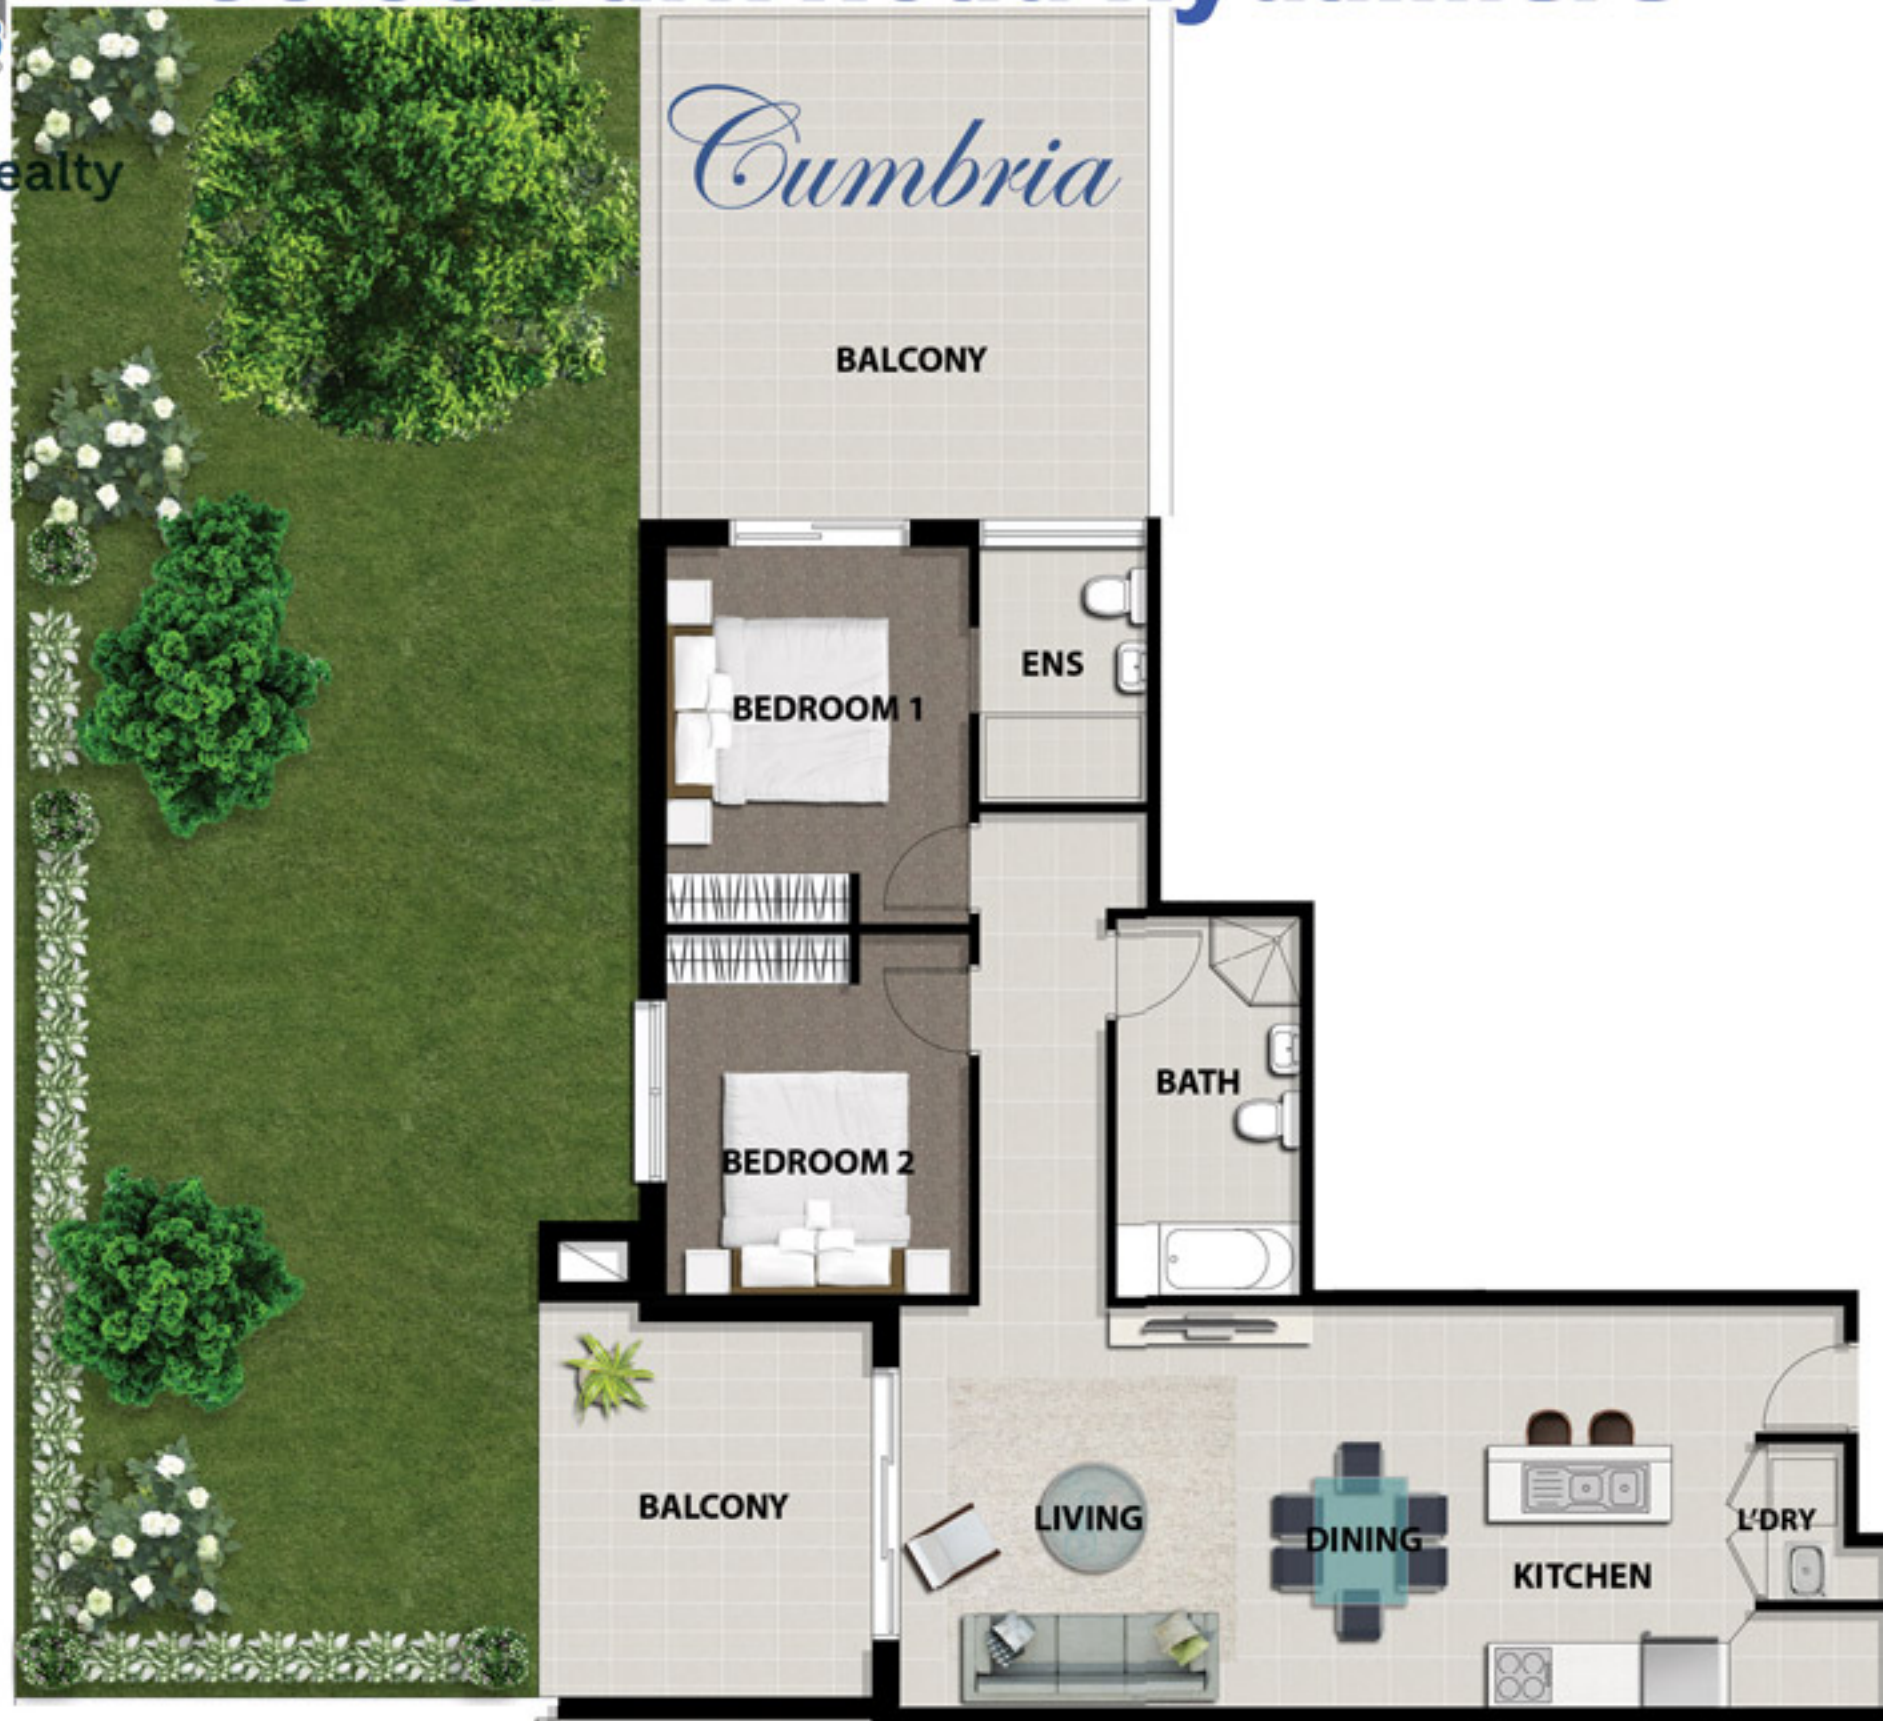 ealty
Cumbria
BALCONY
ENS
BEDROOM 1
BATH
BEDROOM 2
BALCONY
LIVING
DINING
L'DRY
KITCHEN